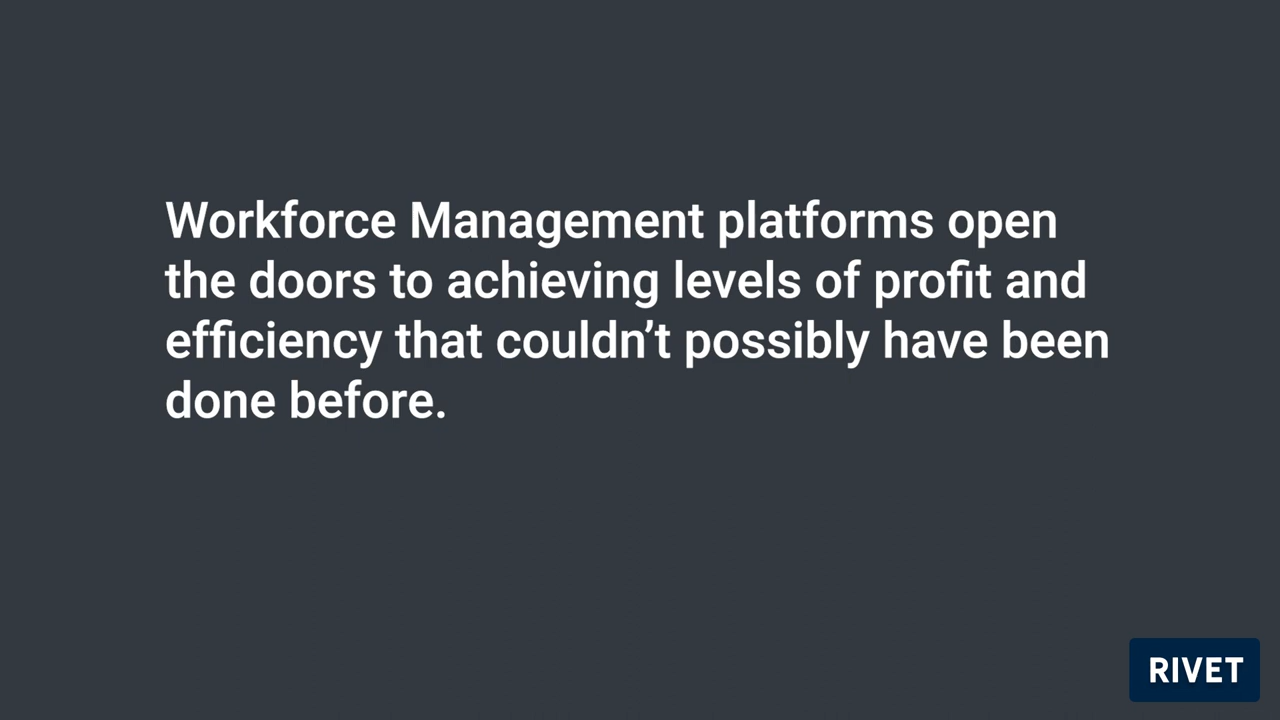 Workforce Management platforms open
the doors to achieving levels of profit and
efficiency that couldn’t possibly have been
done before.
RIVET